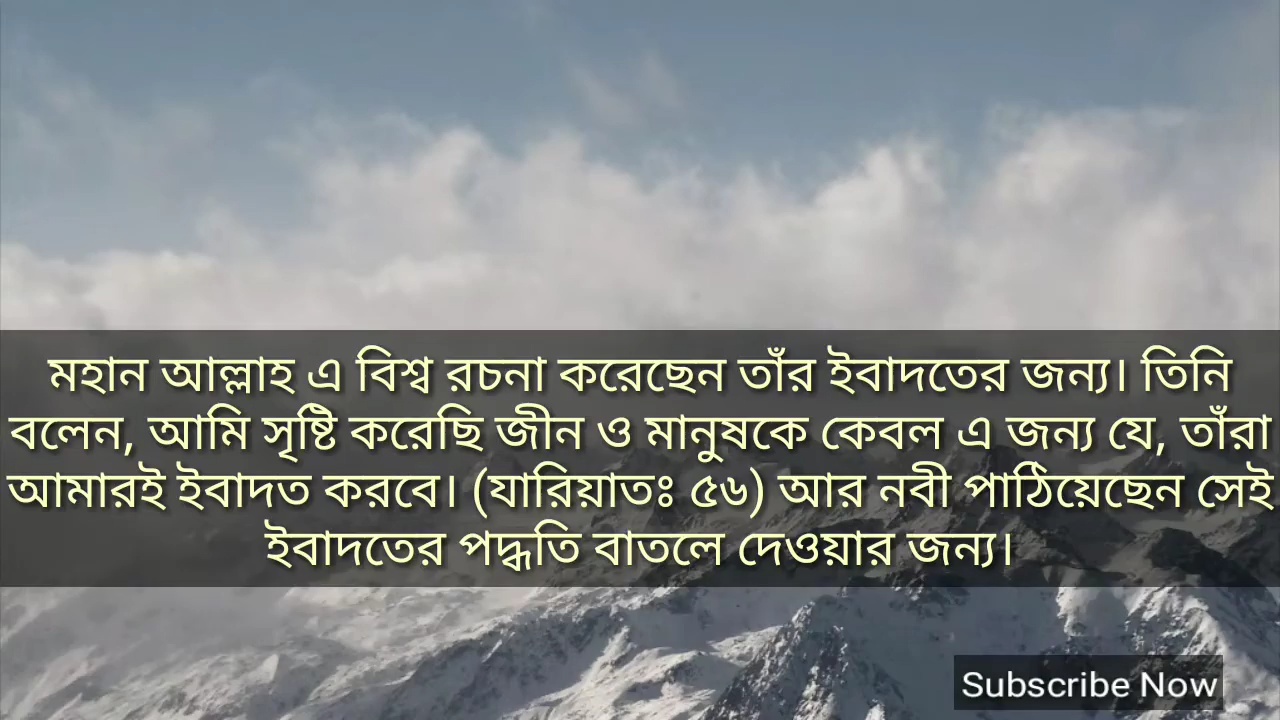 মহান আল্লাহ এ বিশ্ব রচনা করেছেন তাঁর ইবাদতের জন্য। তিনি
বলেন, আমি সৃষ্টি করেছি জীন ও মানুষকে কেবল এ জন্য যে, তাঁরা
আমারই ইবাদত করবে। (যারিয়াতঃ ৫৬) আর নবী পাঠিয়েছেন সেই
ইবাদতের পদ্ধতি বাতলে দেওয়ার জন্য।
Subscribe Now